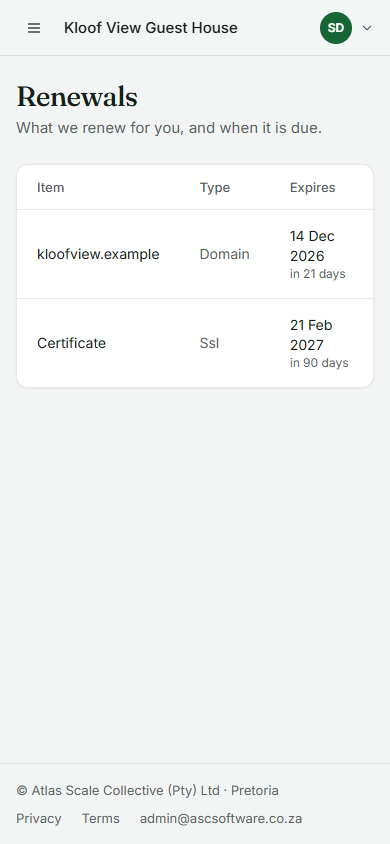 Kloof View Guest House
SD
Renewals
What we renew for you, and when it is due.
Item Type Expires
kloofview.example Domain 14 Dec 2026
in 21 days
Certificate Ssl 21 Feb 2027
in 90 days
© Atlas Scale Collective (Pty) Ltd · Pretoria
Privacy Terms admin@ascsoftware.co.za